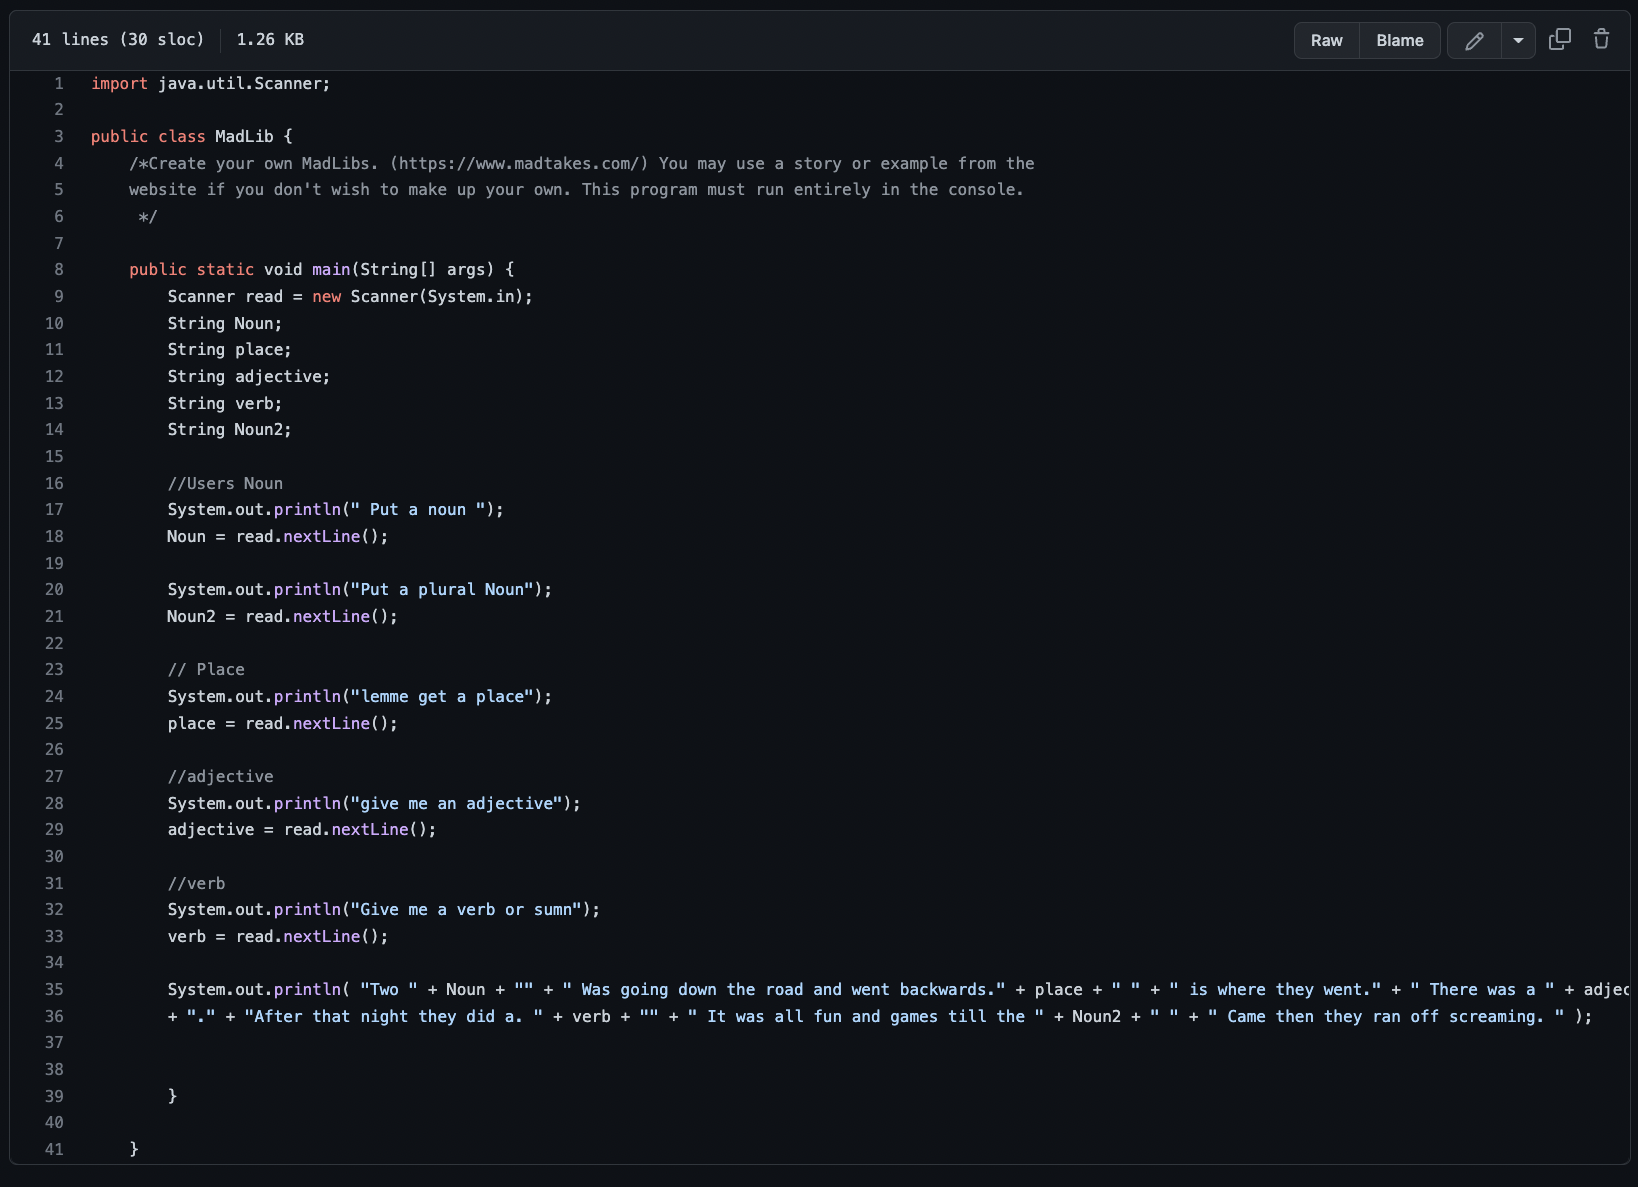 41 lines (30 sloc) 1.26 KB Raw Blame
1 import java.util.Scanner;
2
3 public class MadLib {
4 /*Create your own MadLibs. (https://www.madtakes.com/) You may use a story or example from the
5 website if you don't wish to make up your own. This program must run entirely in the console.
6 */
7
8 public static void main(String[] args) {
9 Scanner read = new Scanner(System.in);
10 String Noun;
11 String place;
12 String adjective;
13 String verb;
14 String Noun2;
15
16 //Users Noun
17 System.out.println(" Put a noun ");
18 Noun = read.nextLine();
19
20 System.out.println("Put a plural Noun");
21 Noun2 = read.nextLine();
22
23 // Place
24 System.out.println("lemme get a place");
25 place = read.nextLine();
26
27 //adjective
28 System.out.println("give me an adjective");
29 adjective = read.nextLine();
30
31 //verb
32 System.out.println("Give me a verb or sumn");
33 verb = read.nextLine();
34
35 System.out.println( "Two " + Noun + "" + " Was going down the road and went backwards." + place + " " + " is where they went." + " There was a " + adjec
36 + "." + "After that night they did a. " + verb + "" + " It was all fun and games till the " + Noun2 + " " + " Came then they ran off screaming. " );
37
38
39 }
40
41 }